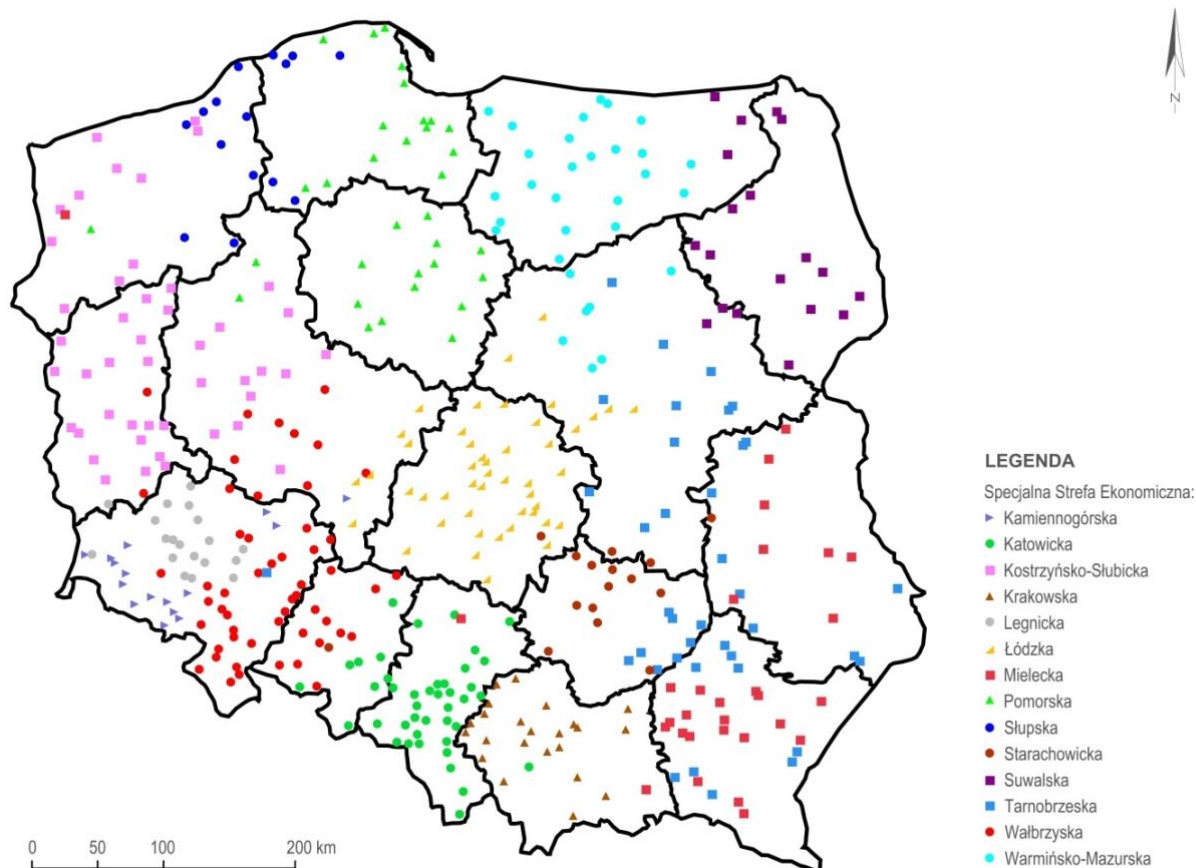 N
LEGENDA
Specjalna Strefa Ekonomiczna:
Kamiennogórska
Katowicka
Kostrzyńsko-Słubicka
Krakowska
Legnicka
Łódzka
Mielecka
Pomorska
Słupska
Starachowicka
Suwalska
Tarnobrzeska
Wałbrzyska
Warmińsko-Mazurska
0 50 100 200 km